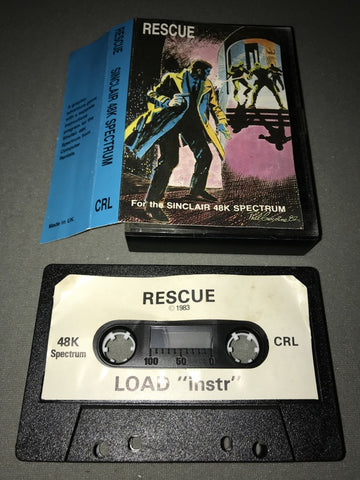 RESCUE
SINCLAIR 48K SPECTRUM
CRL
A graphic
Made in UK.
RESCUE
For the SINCLAIR 48K SPECTRUM
RESCUE
© 1983
48K
Spectrum
CRL
100 50 0
LOAD "instr"